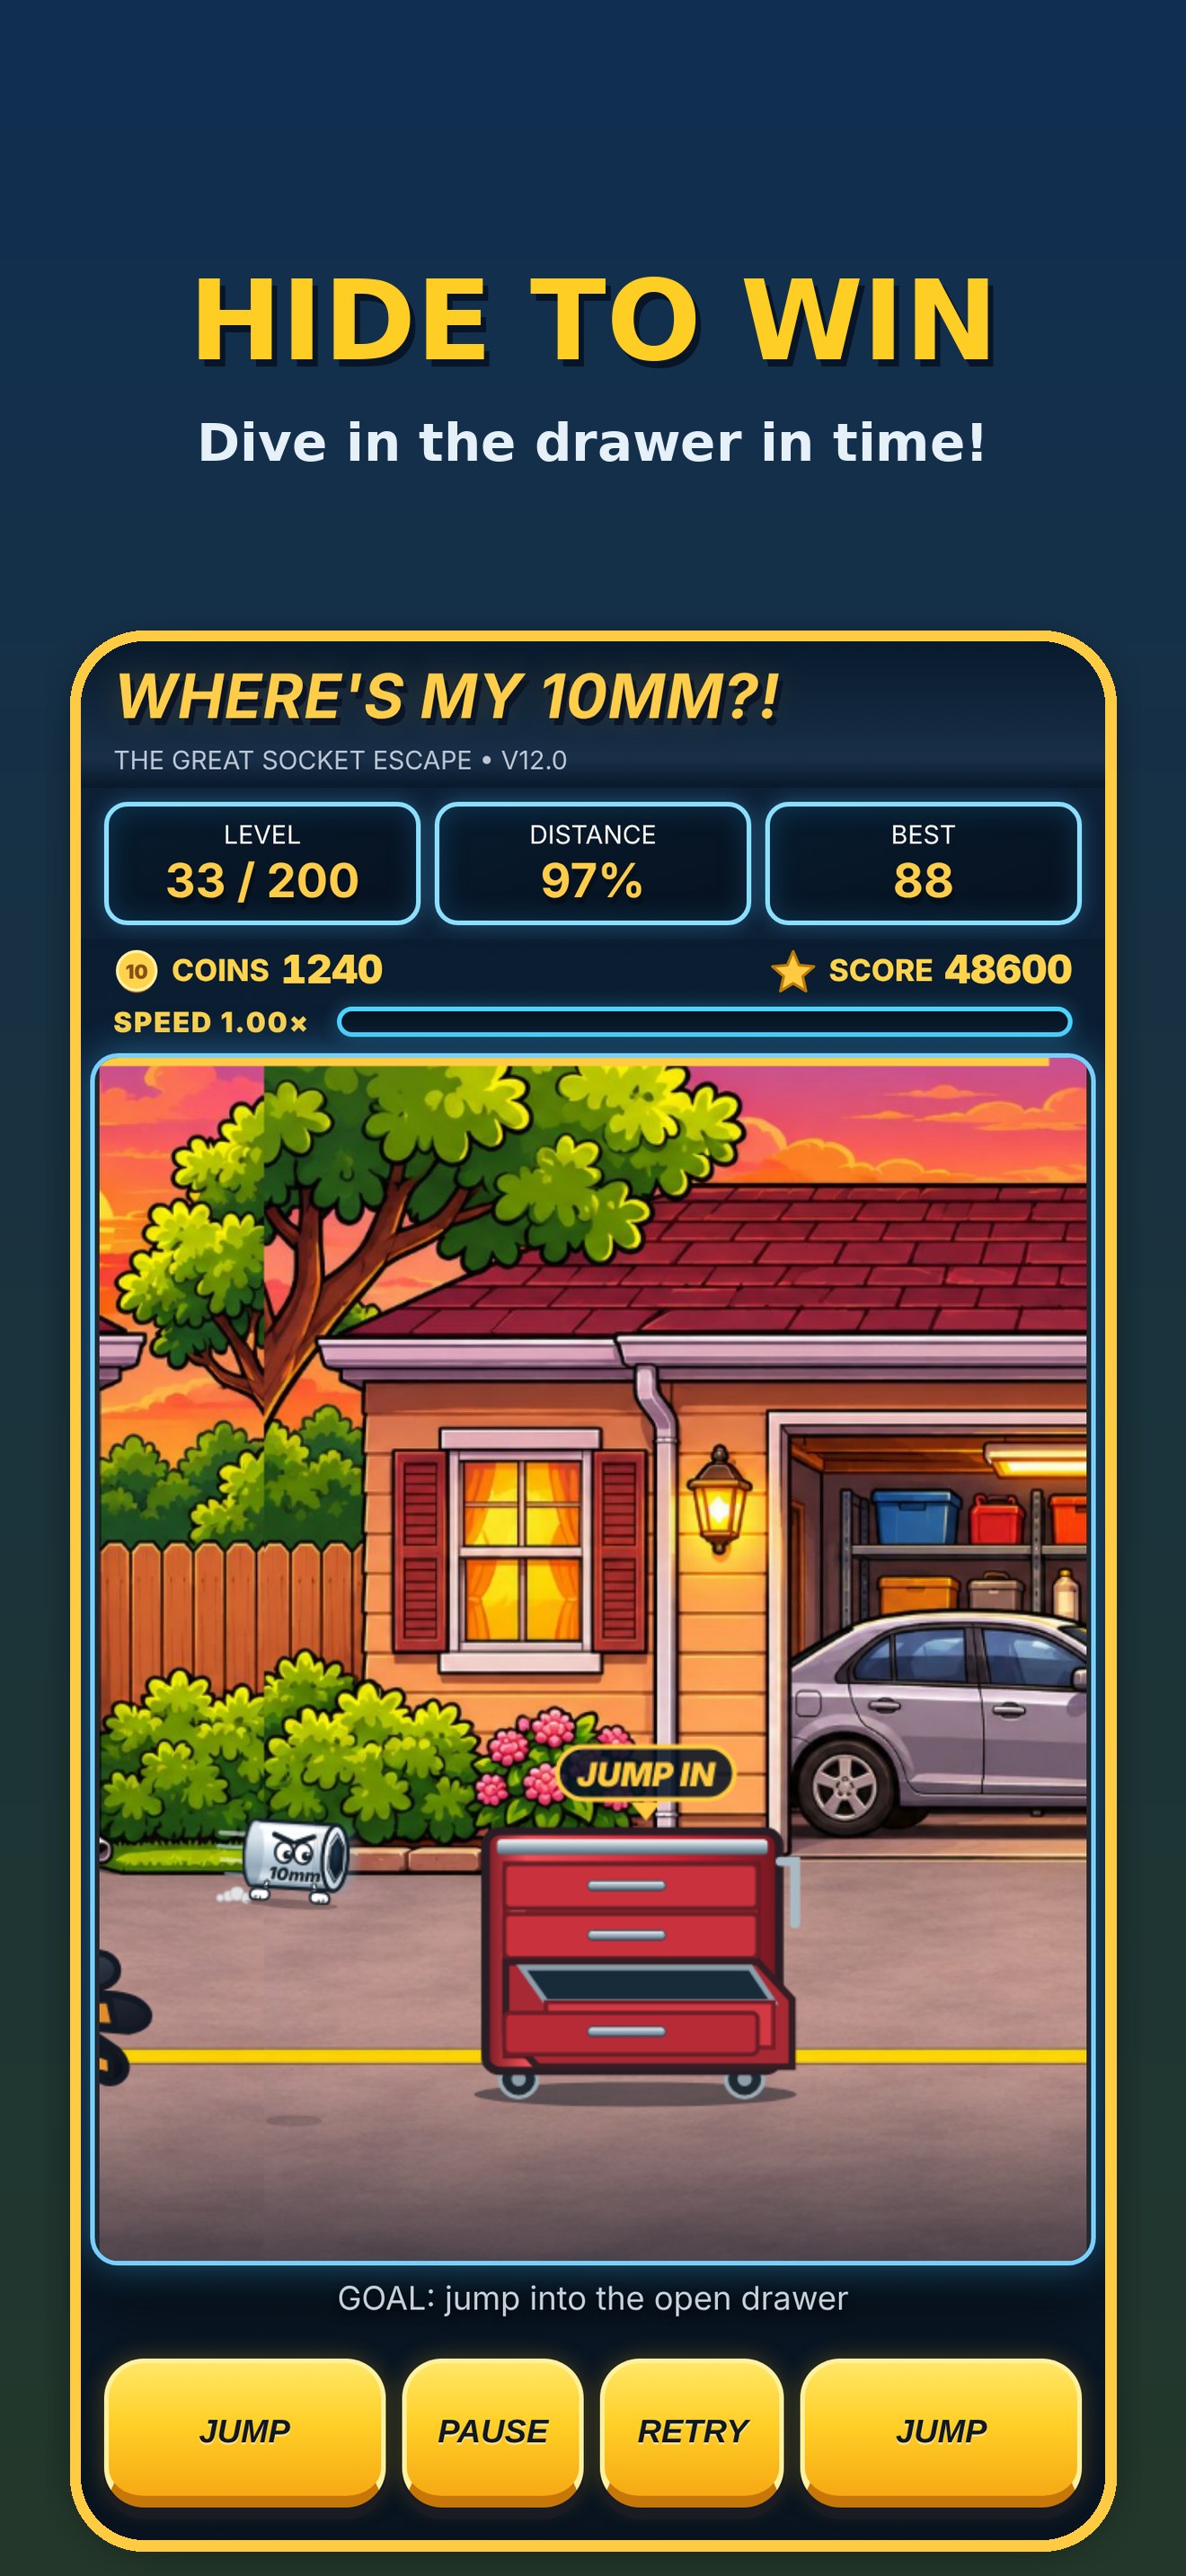 HIDE TO WIN
Dive in the drawer in time!
WHERE'S MY 10MM?!
THE GREAT SOCKET ESCAPE • V12.0
LEVEL
33 / 200
DISTANCE
97%
BEST
88
10 COINS 1240
SCORE 48600
SPEED 1.00×
JUMP IN
10mm
GOAL: jump into the open drawer
JUMP
PAUSE
RETRY
JUMP